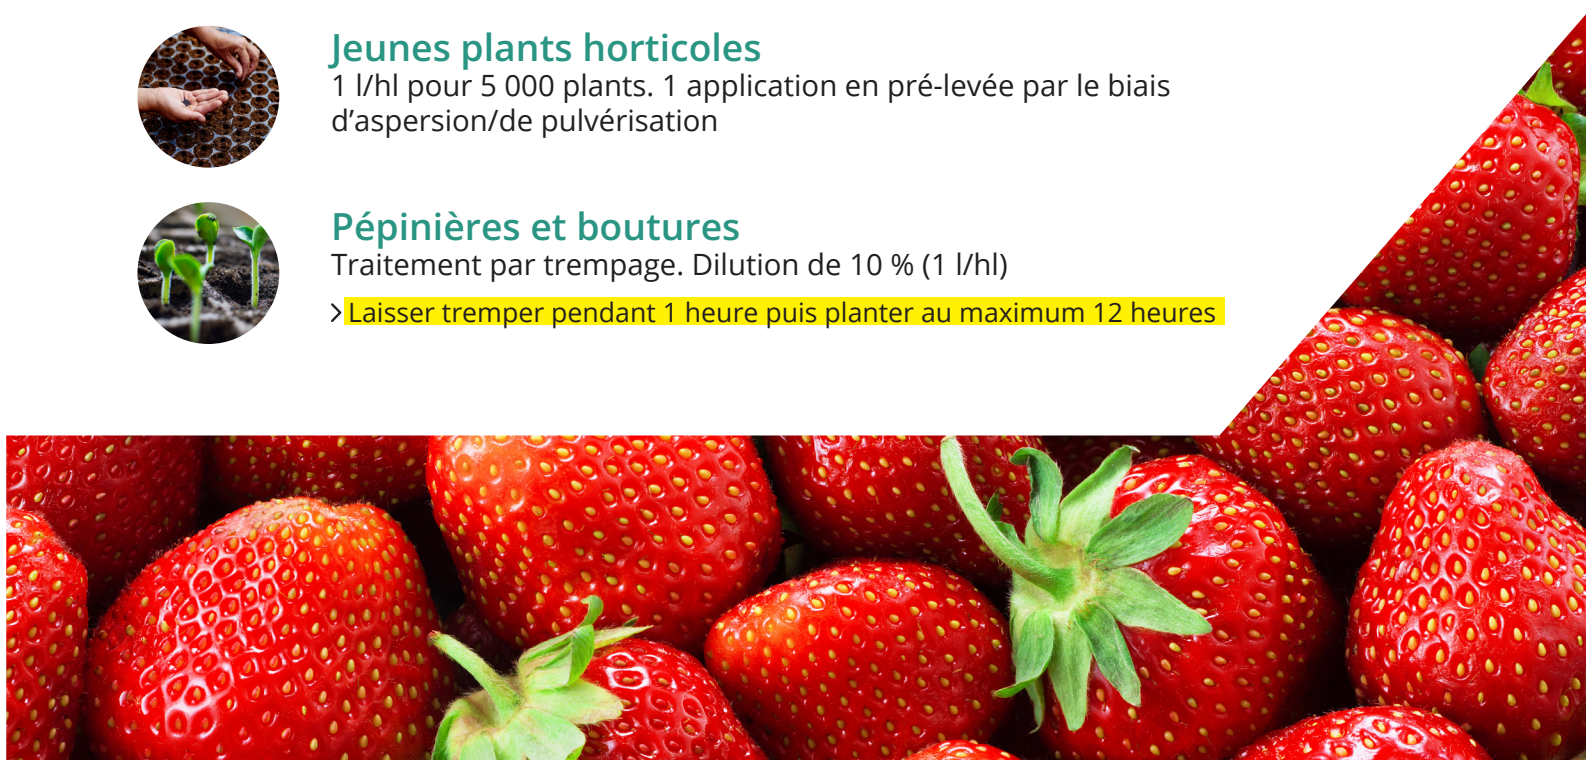 Jeunes plants horticoles
1 l/hl pour 5 000 plants. 1 application en pré-levée par le biais
d’aspersion/de pulvérisation
Pépinières et boutures
Traitement par trempage. Dilution de 10 % (1 l/hl)
> Laisser tremper pendant 1 heure puis planter au maximum 12 heures